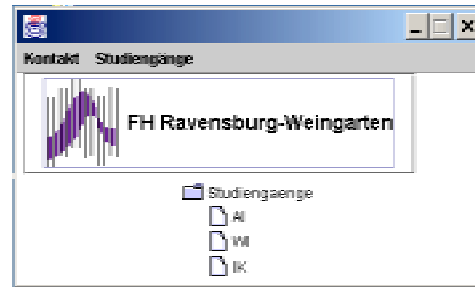 Kontakt Studiengänge
FH Ravensburg-Weingarten
Studiengaenge
AI
WI
IK